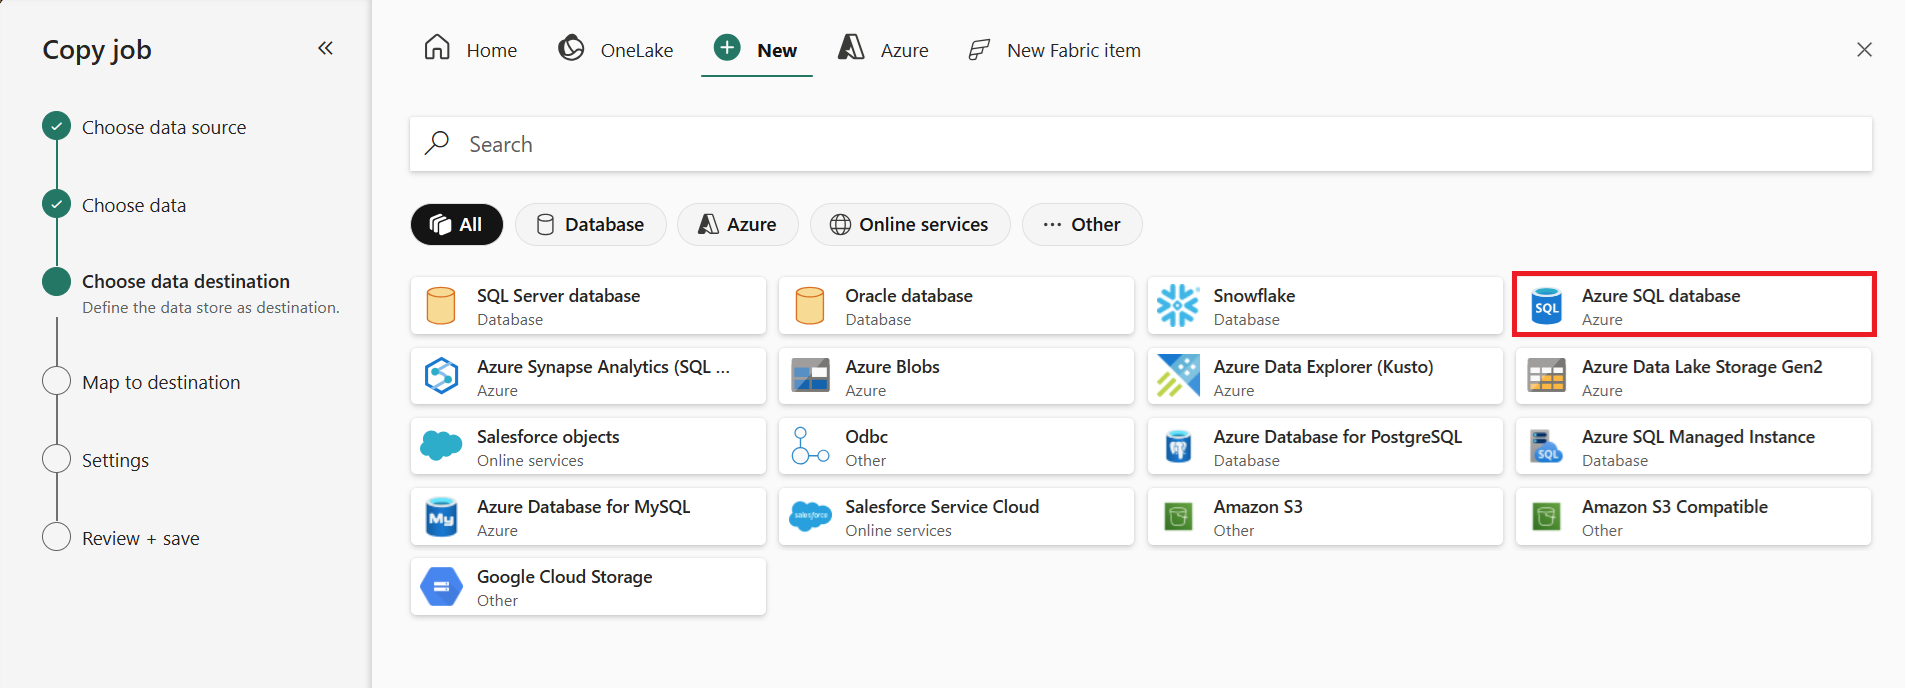 Copy job
Choose data source
Choose data
Choose data destination
Define the data store as destination.
Map to destination
Settings
Review + save
Home
OneLake
New
Azure
New Fabric item
Search
All
Database
Azure
Online services
Other
SQL Server database
Database
Oracle database
Database
Snowflake
Database
SQL
Azure SQL database
Azure
Azure Synapse Analytics (SQL ...
Azure
Azure Blobs
Azure
Azure Data Explorer (Kusto)
Azure
Azure Data Lake Storage Gen2
Azure
Salesforce objects
Online services
Odbc
Other
Azure Database for PostgreSQL
Database
SQL
Azure SQL Managed Instance
Database
My
Azure Database for MySQL
Azure
salesforce
Salesforce Service Cloud
Online services
Amazon S3
Other
Amazon S3 Compatible
Other
Google Cloud Storage
Other